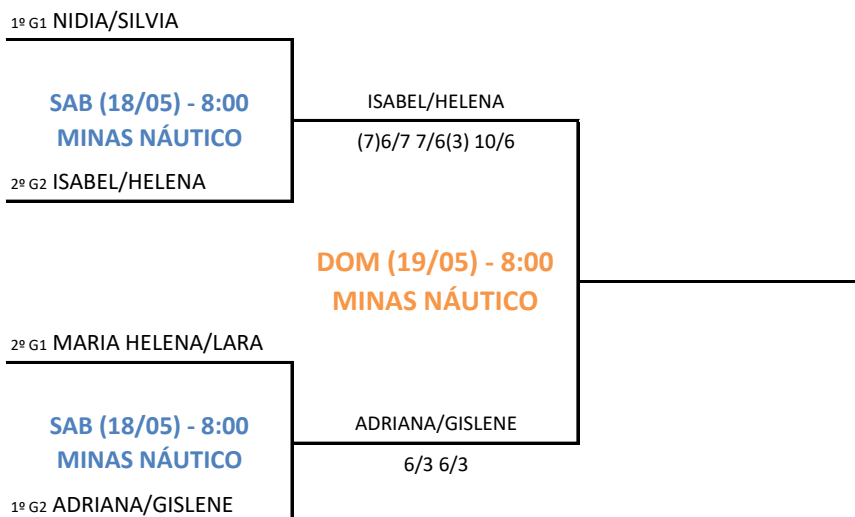 1º G1 NIDIA/SILVIA
SAB (18/05) - 8:00
MINAS NÁUTICO
2º G2 ISABEL/HELENA
ISABEL/HELENA
(7)6/7 7/6(3) 10/6
DOM (19/05) - 8:00
MINAS NÁUTICO
2º G1 MARIA HELENA/LARA
SAB (18/05) - 8:00
MINAS NÁUTICO
1º G2 ADRIANA/GISLENE
ADRIANA/GISLENE
6/3 6/3